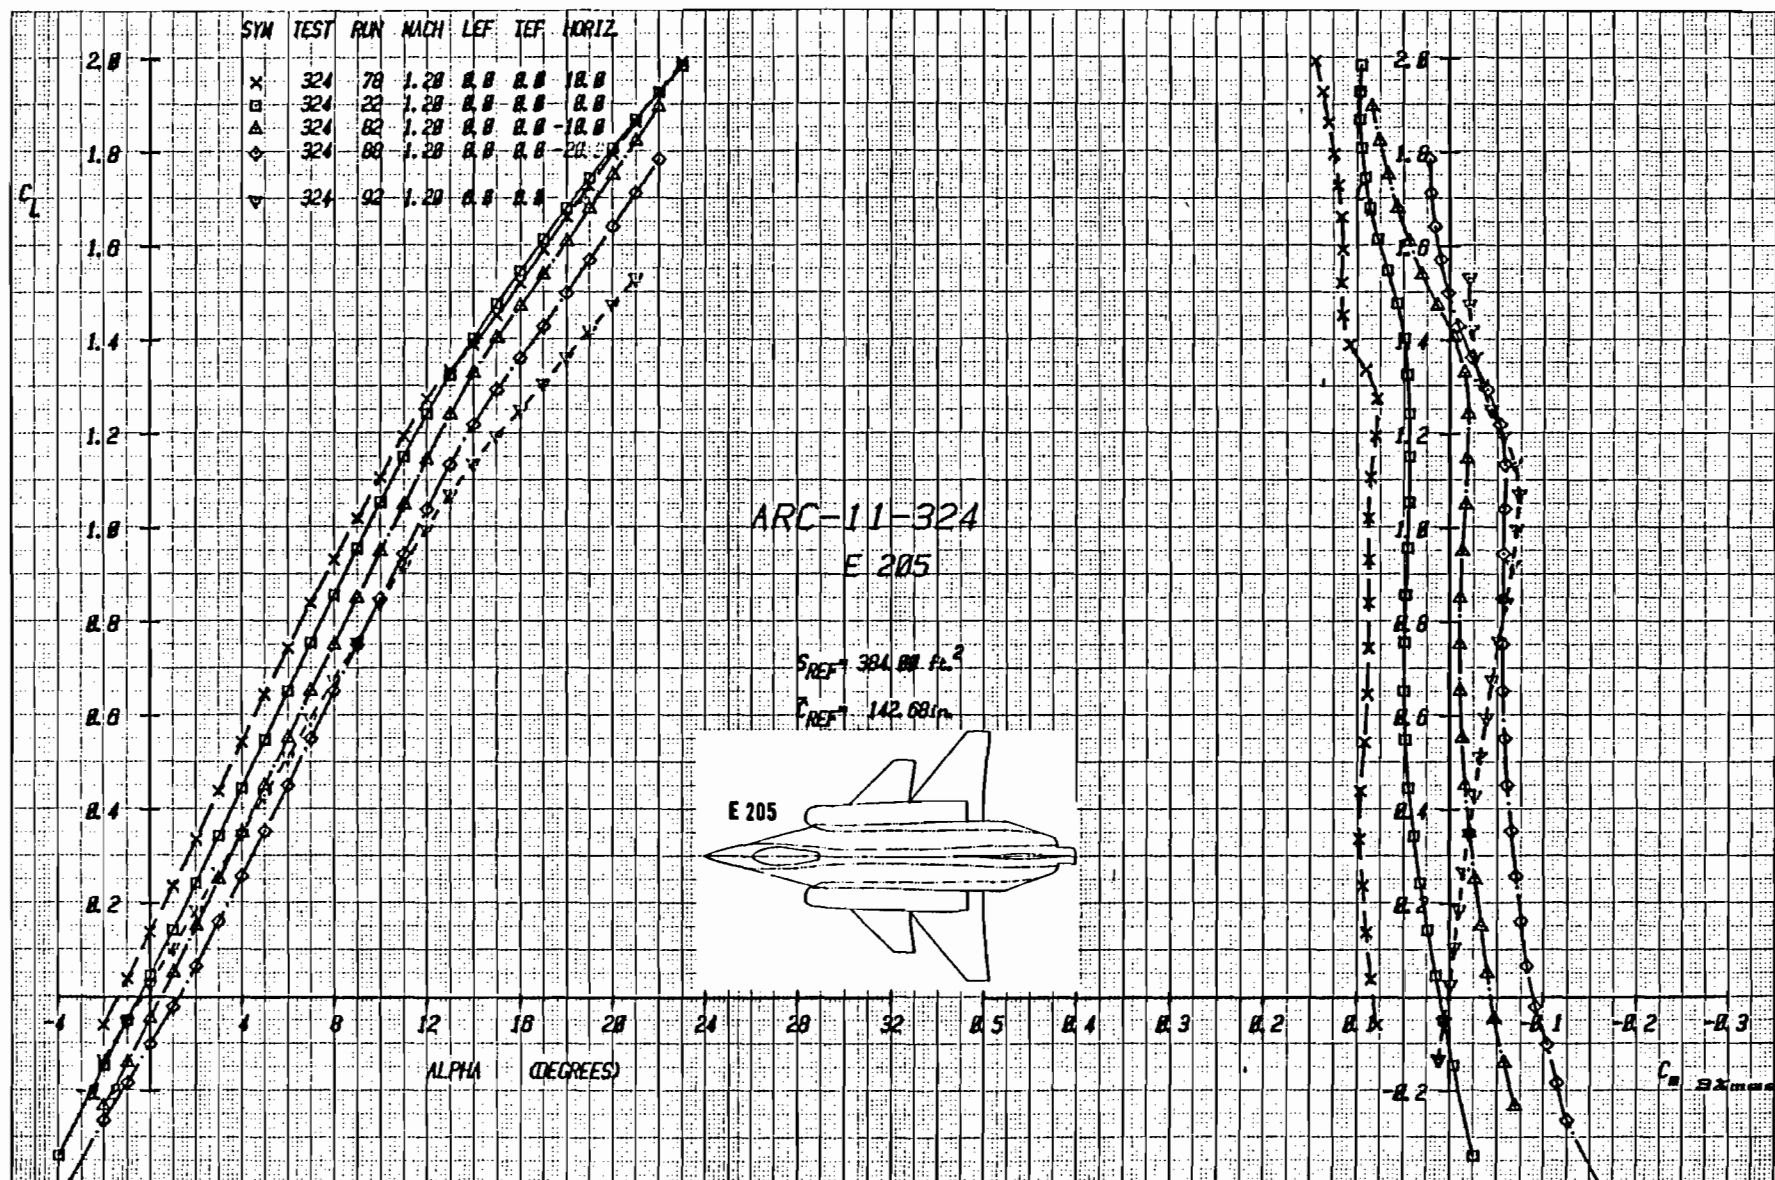 SYM TEST RUN MACH LEF TEF HORIZ
324 78 1.20 0.0 0.0 10.0
324 22 1.20 0.0 0.0 0.0
324 82 1.20 0.0 0.0 -10.0
324 88 1.20 0.0 0.0
324 92 1.20 0.0 0.0 -
C_L
2.0
1.8
1.6
1.4
1.2
1.0
0.8
0.6
0.4
0.2
-4 4 8 12 16 20 24 28 32
ALPHA (DEGREES)
ARC-11-324
E 205
S_REF= 384.00 ft.²
C̄_REF= 142.68in.
E 205
2.0
1.8
1.6
1.4
1.2
1.0
0.8
0.6
0.4
0.2
0.5 0.4 0.3 0.2 0.1 -0.1 -0.2 -0.3
-0.2
C_m